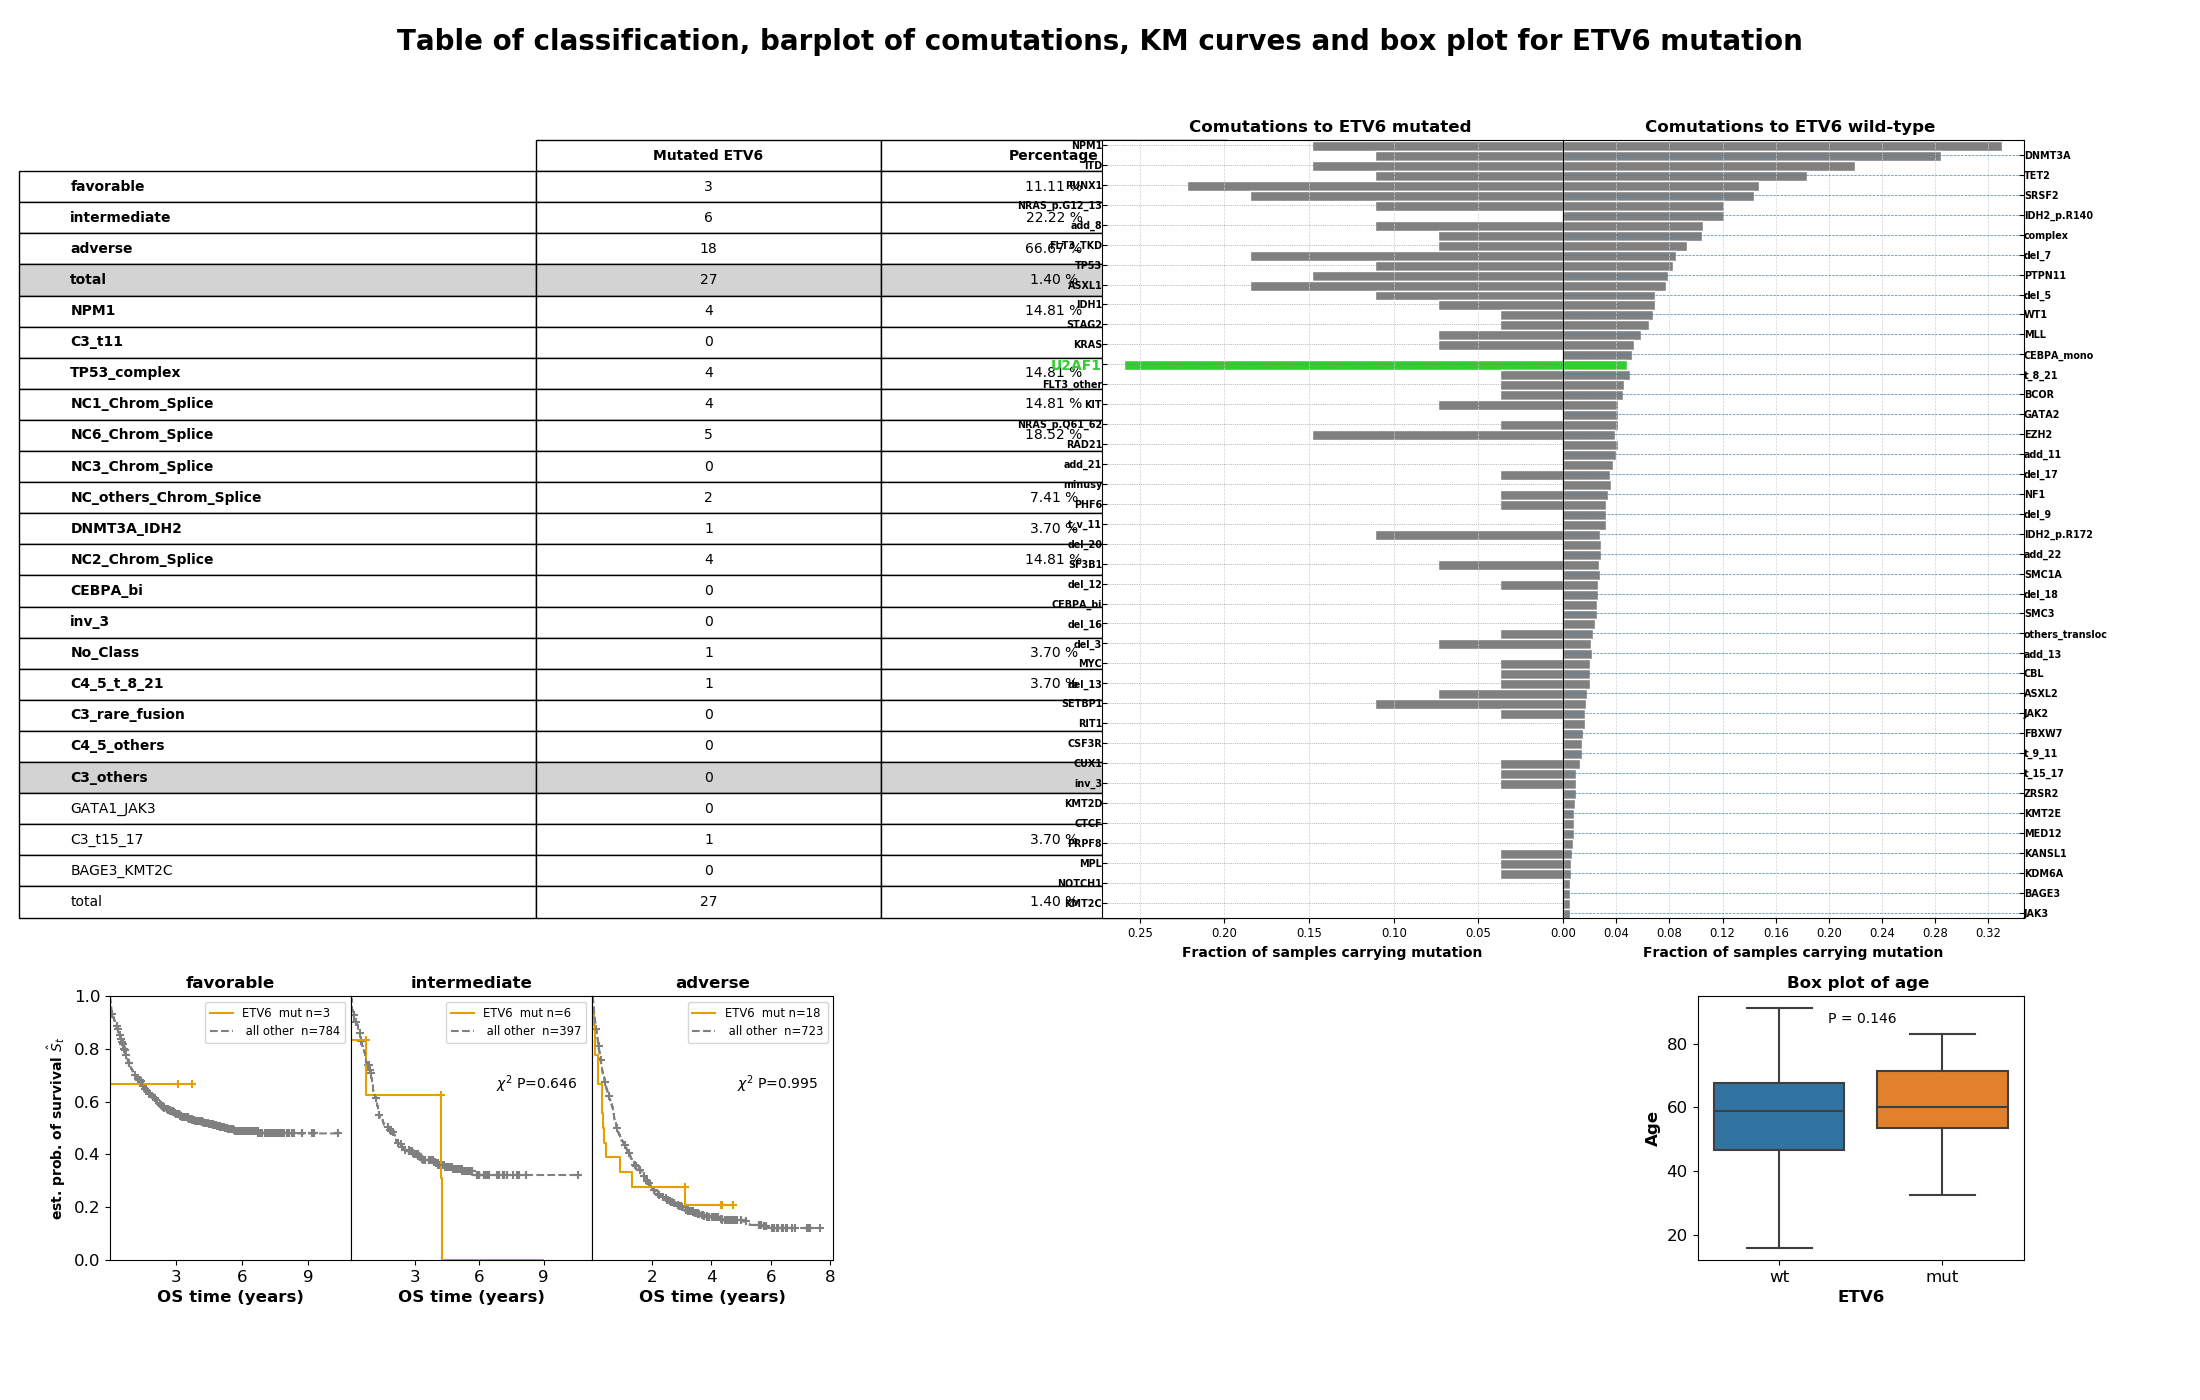 Table of classification, barplot of comutations, KM curves and box plot for ETV6 mutation
Mutated ETV6 Percentage
favorable 3 11.11 %
intermediate 6 22.22 %
adverse 18 66.67 %
total 27 1.40 %
NPM1 4 14.81 %
C3_t11 0
TP53_complex 4 14.81 %
NC1_Chrom_Splice 4 14.81 %
NC6_Chrom_Splice 5 18.52 %
NC3_Chrom_Splice 0
NC_others_Chrom_Splice 2 7.41 %
DNMT3A_IDH2 1 3.70 %
NC2_Chrom_Splice 4 14.81 %
CEBPA_bi 0
inv_3 0
No_Class 1 3.70 %
C4_5_t_8_21 1 3.70 %
C3_rare_fusion 0
C4_5_others 0
C3_others 0
GATA1_JAK3 0
C3_t15_17 1 3.70 %
BAGE3_KMT2C 0
total 27 1.40 %
Comutations to ETV6 mutated
NPM1
ITD
RUNX1
NRAS_p.G12_13
add_8
FLT3_TKD
TP53
ASXL1
IDH1
STAG2
KRAS
U2AF1
FLT3_other
KIT
NRAS_p.Q61_62
RAD21
add_21
minusy
PHF6
t_v_11
del_20
SF3B1
del_12
CEBPA_bi
del_16
del_3
MYC
del_13
SETBP1
RIT1
CSF3R
CUX1
inv_3
KMT2D
CTCF
PRPF8
MPL
NOTCH1
KMT2C
0.25 0.20 0.15 0.10 0.05
Fraction of samples carrying mutation
Comutations to ETV6 wild-type
DNMT3A
TET2
SRSF2
IDH2_p.R140
complex
del_7
PTPN11
del_5
WT1
MLL
CEBPA_mono
t_8_21
BCOR
GATA2
EZH2
add_11
del_17
NF1
del_9
IDH2_p.R172
add_22
SMC1A
del_18
SMC3
others_transloc
add_13
CBL
ASXL2
JAK2
FBXW7
t_9_11
t_15_17
ZRSR2
KMT2E
MED12
KANSL1
KDM6A
BAGE3
JAK3
0.00 0.04 0.08 0.12 0.16 0.20 0.24 0.28 0.32
Fraction of samples carrying mutation
favorable
est. prob. of survival Ŝt
1.0
0.8
0.6
0.4
0.2
0.0
ETV6 mut n=3
all other n=784
3 6 9
OS time (years)
intermediate
ETV6 mut n=6
all other n=397
χ² P=0.646
3 6 9
OS time (years)
adverse
ETV6 mut n=18
all other n=723
χ² P=0.995
2 4 6 8
OS time (years)
Box plot of age
P = 0.146
Age
80
60
40
20
wt mut
ETV6